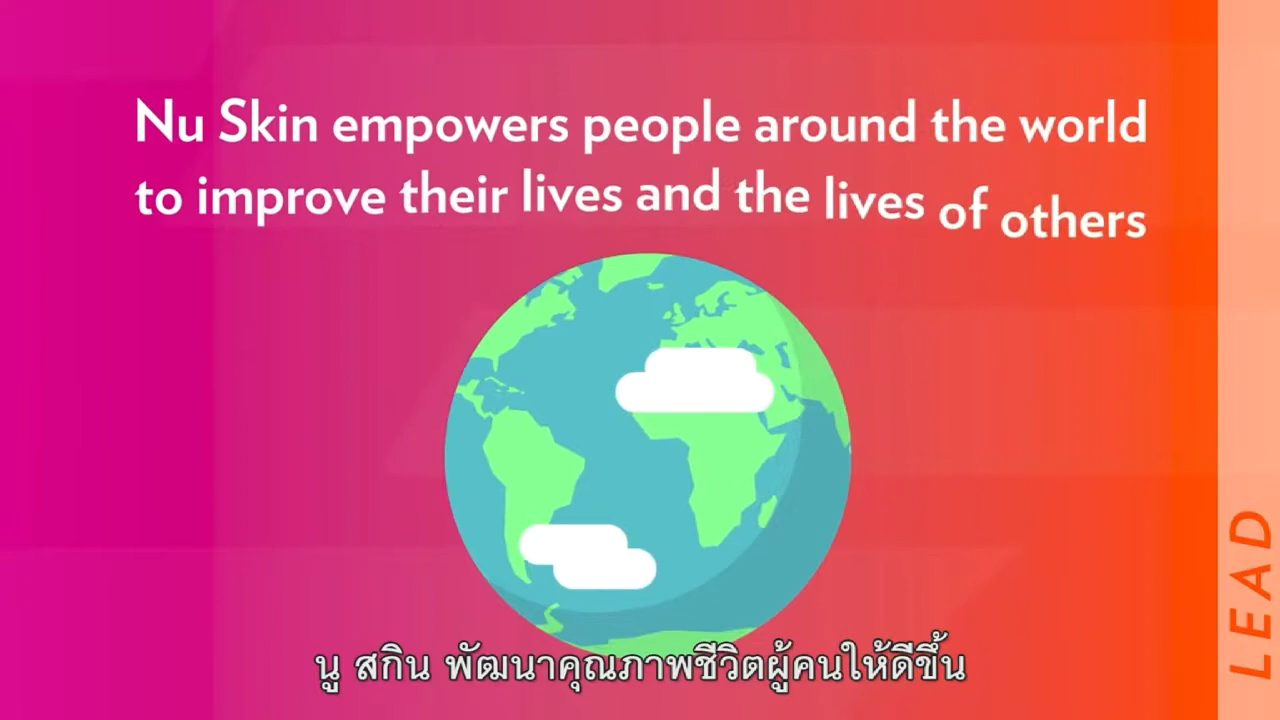 Nu Skin empowers people around the world
to improve their lives and the lives of others
LEAD
นู สกิน พัฒนาคุณภาพชีวิตผู้คนให้ดีขึ้น